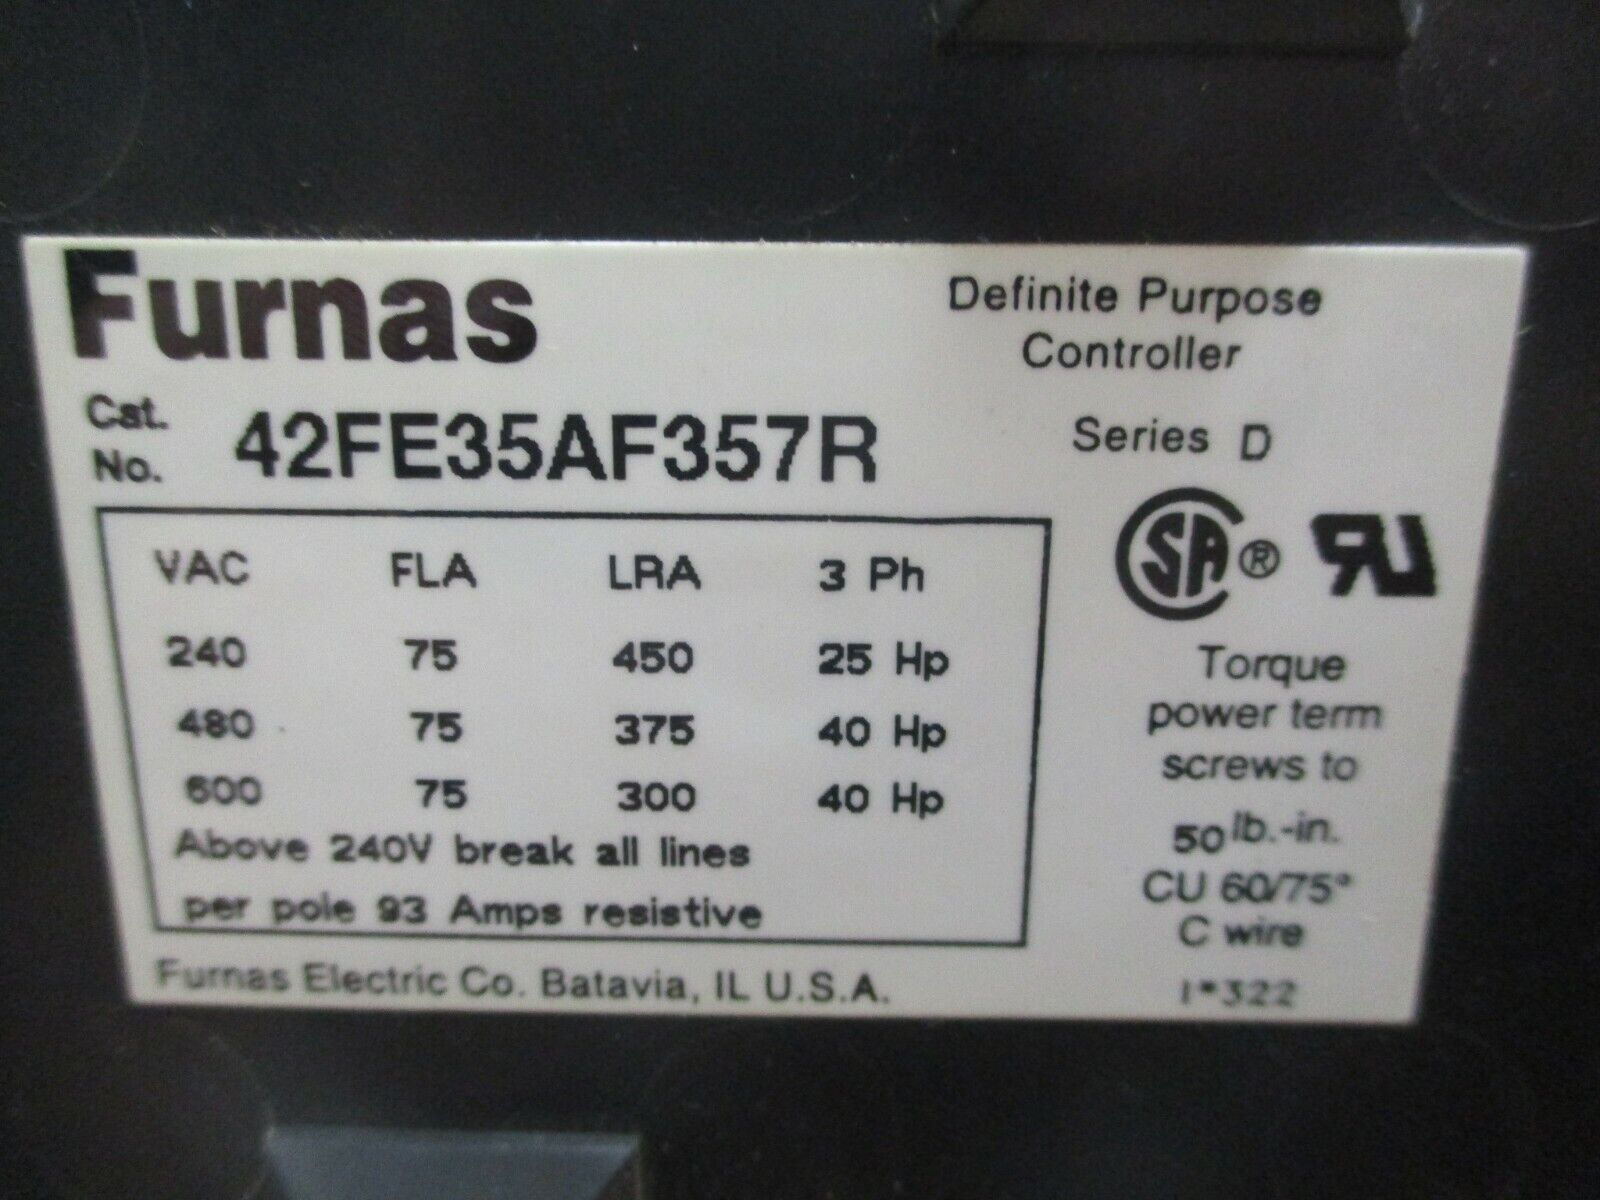 Furnas
Definite Purpose
Controller
Cat.
No. 42FE35AF357R
Series D
VAC FLA LRA 3 Ph
240 75 450 25 Hp
480 75 375 40 Hp
600 75 300 40 Hp
Above 240V break all lines
per pole 93 Amps resistive
Furnas Electric Co. Batavia, IL U.S.A.
SA® RU
Torque
power term
screws to
50 lb.-in.
CU 60/75°
C wire
I*322